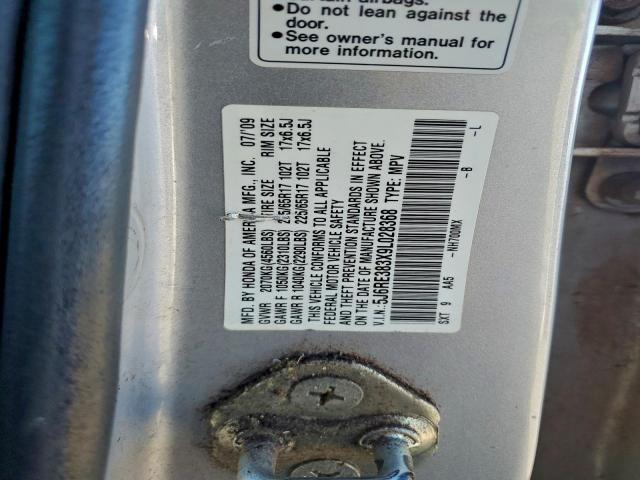 certain airbags.
•Do not lean against the
door.
•See owner's manual for
more information.
MFD. BY HONDA OF AMERICA MFG., INC. 07/09
GVWR 2070KG(4560LBS) TIRE SIZE RIM SIZE
GAWR F 1050KG(2310LBS) 225/65R17 102T 17x6.5J
GAWR R 1040KG(2290LBS) 225/65R17 102T 17x6.5J
THIS VEHICLE CONFORMS TO ALL APPLICABLE
FEDERAL MOTOR VEHICLE SAFETY
AND THEFT PREVENTION STANDARDS IN EFFECT
ON THE DATE OF MANUFACTURE SHOWN ABOVE.
V.I.N.:5J6RE383X9L028368 TYPE: MPV
SXT 9 AA5 -NH700MX -B -L